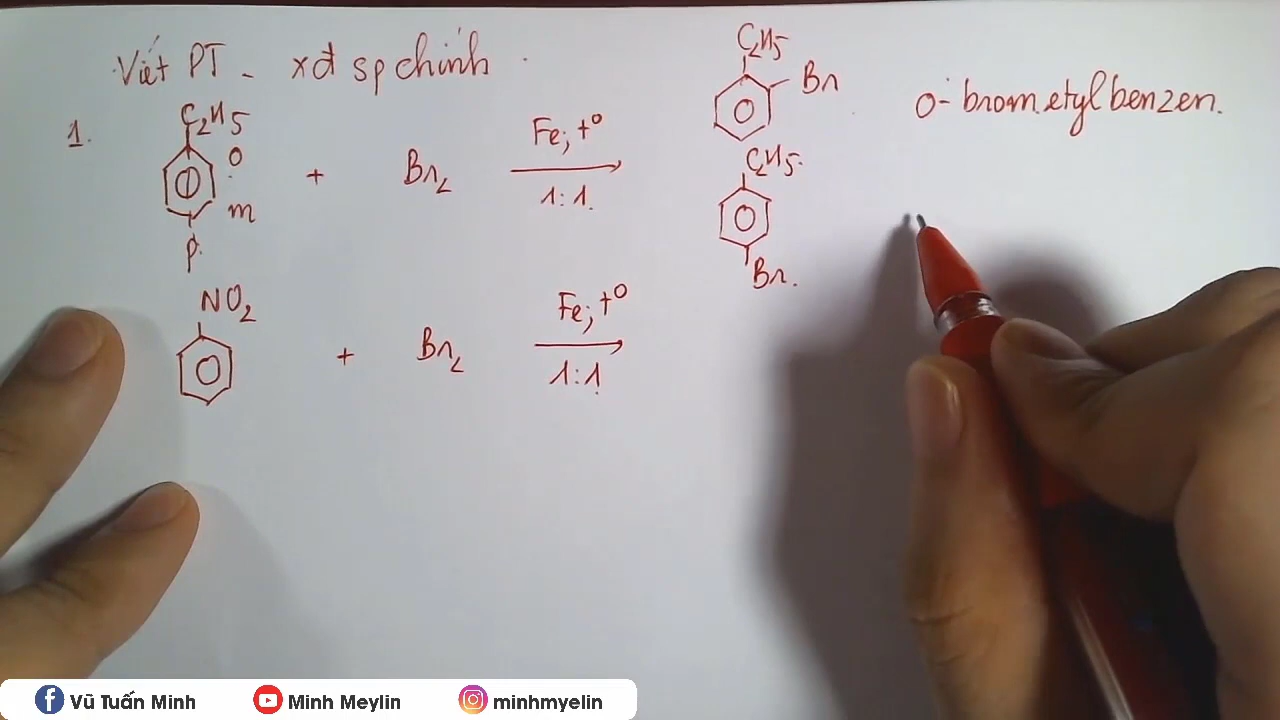 Viết PT - xđ sp chính.
1.
C₂H₅
o
m
p.
+ Br₂
Fe; t°
1:1.
C₂H₅
Br
o- brom etyl benzen.
C₂H₅.
Br.
NO₂
+ Br₂
Fe; t°
1:1.
Vũ Tuấn Minh
Minh Meylin
minhmyelin